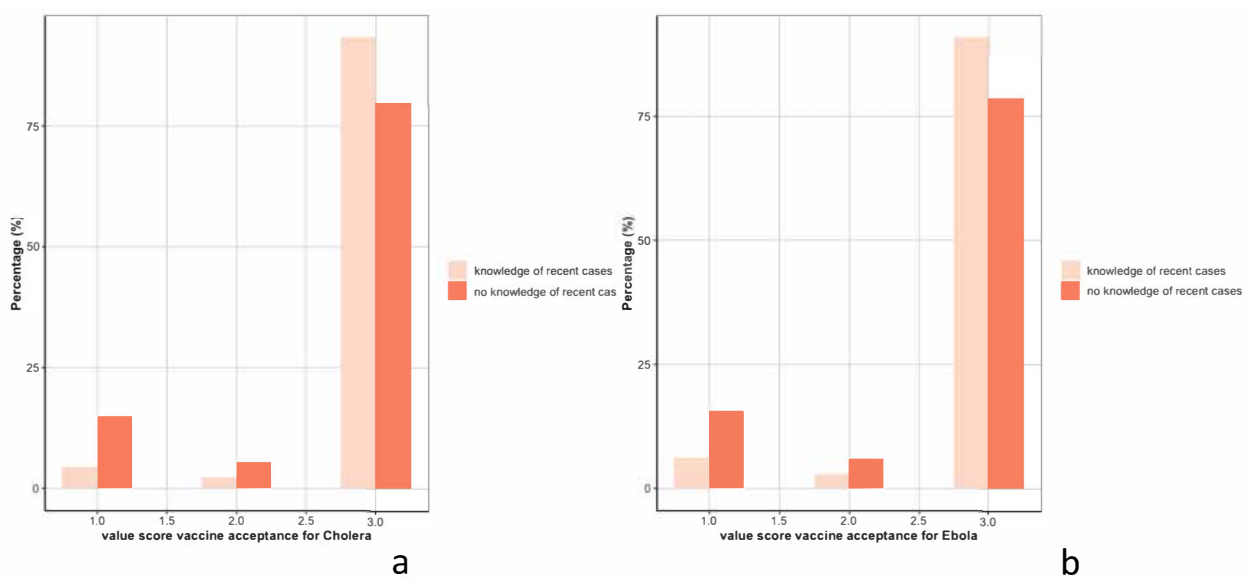 75
50
25
0
Percentage (%)
1.0 1.5 2.0 2.5 3.0
value score vaccine acceptance for Cholera
knowledge of recent cases
no knowledge of recent cas
a
75
50
25
0
Percentage (%)
1.0 1.5 2.0 2.5 3.0
value score vaccine acceptance for Ebola
knowledge of recent cases
no knowledge of recent cases
b